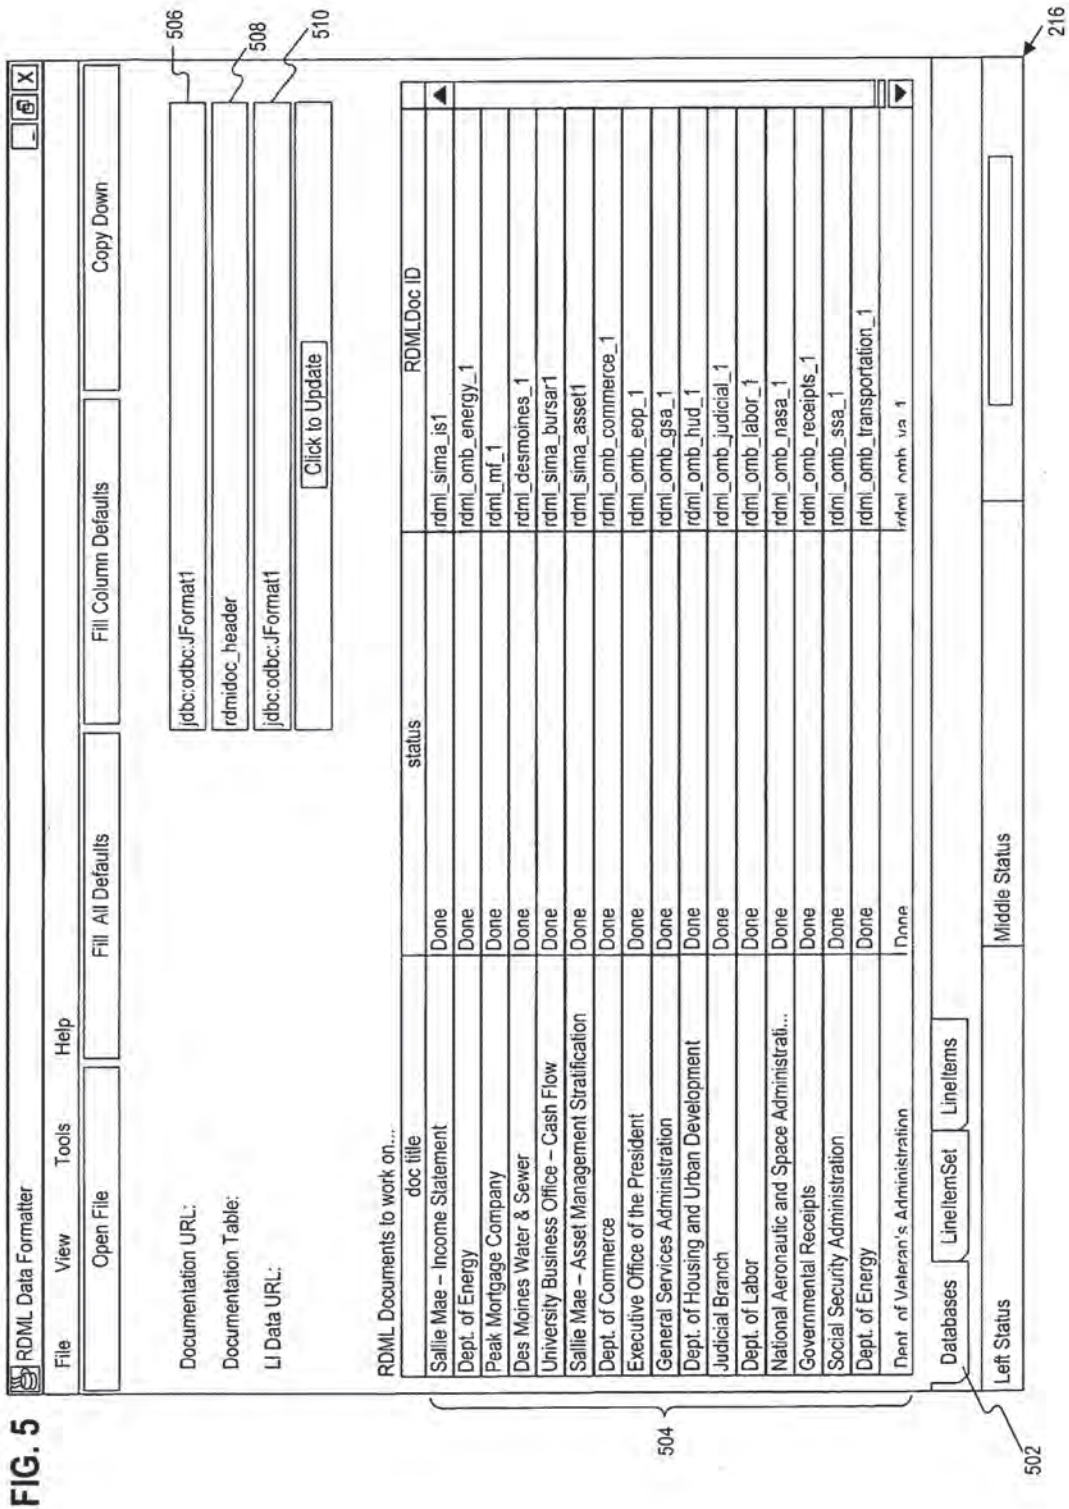 FIG. 5
RDML Data Formatter
File View Tools Help
Open File Fill All Defaults Fill Column Defaults Copy Down
Documentation URL: jdbc:odbc:JFormat1 506
Documentation Table: rdmidoc_header 508
LI Data URL: jdbc:odbc:JFormat1 510
Click to Update
RDML Documents to work on...
doc title status RDMLDoc ID
Sallie Mae – Income Statement Done rdml_sima_is1
Dept. of Energy Done rdml_omb_energy_1
Peak Mortgage Company Done rdml_mf_1
Des Moines Water & Sewer Done rdml_desmoines_1
University Business Office – Cash Flow Done rdml_sima_bursar1
Sallie Mae – Asset Management Stratification Done rdml_sima_asset1
Dept. of Commerce Done rdml_omb_commerce_1
Executive Office of the President Done rdml_omb_eop_1
General Services Administration Done rdml_omb_gsa_1
Dept. of Housing and Urban Development Done rdml_omb_hud_1
Judicial Branch Done rdml_omb_judicial_1
Dept. of Labor Done rdml_omb_labor_1
National Aeronautic and Space Administrati... Done rdml_omb_nasa_1
Governmental Receipts Done rdml_omb_receipts_1
Social Security Administration Done rdml_omb_ssa_1
Dept. of Energy Done rdml_omb_transportation_1
Dept. of Veteran's Administration Done rdml_omb_va_1
504
Databases LineItemSet LineItems
502
Left Status Middle Status
216